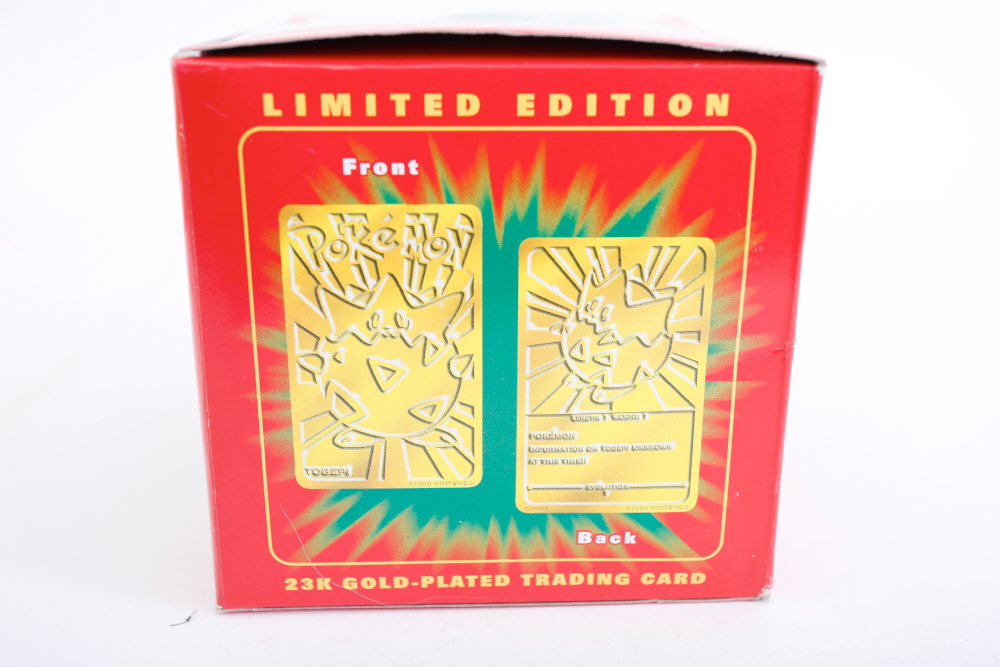 LIMITED EDITION
Front
POKéMON
TOGEPI
©1999 NINTENDO
LENGTH: ? WEIGHT: ?
POKÉMON
INFORMATION ON TOGEPI UNKNOWN
AT THIS TIME!!
EVOLUTION
©1999 NINTENDO
Back
23K GOLD-PLATED TRADING CARD